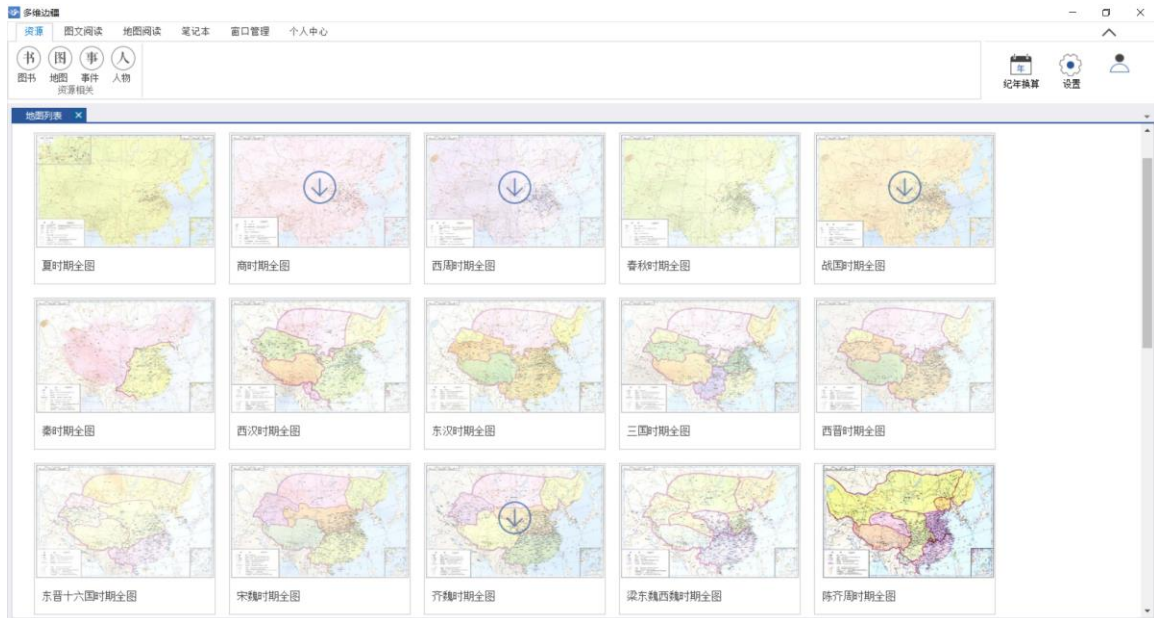 多维边疆
资源 图文阅读 地图阅读 笔记本 窗口管理 个人中心
书 图 事 人
年
图书 地图 事件 人物
纪年换算 设置
资源相关
地图列表
夏时期全图 商时期全图 西周时期全图 春秋时期全图 战国时期全图
秦时期全图 西汉时期全图 东汉时期全图 三国时期全图 西晋时期全图
东晋十六国时期全图 宋魏时期全图 齐魏时期全图 梁东魏西魏时期全图 陈齐周时期全图